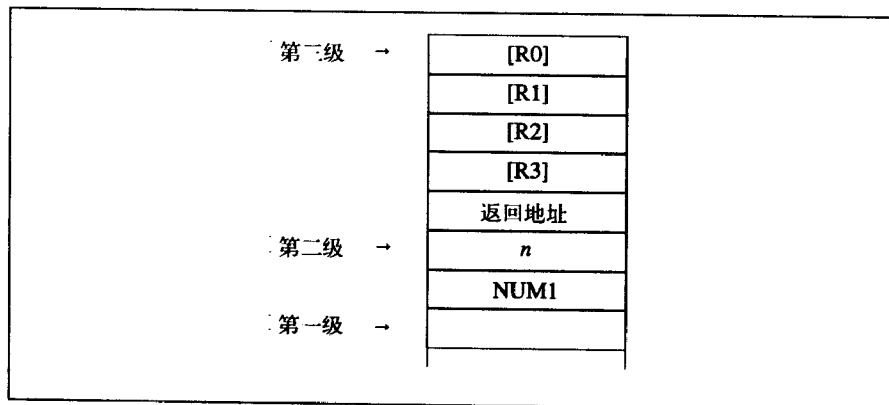 第三级 → [R0]
[R1]
[R2]
[R3]
返回地址
第二级 → n
NUM1
第一级 →